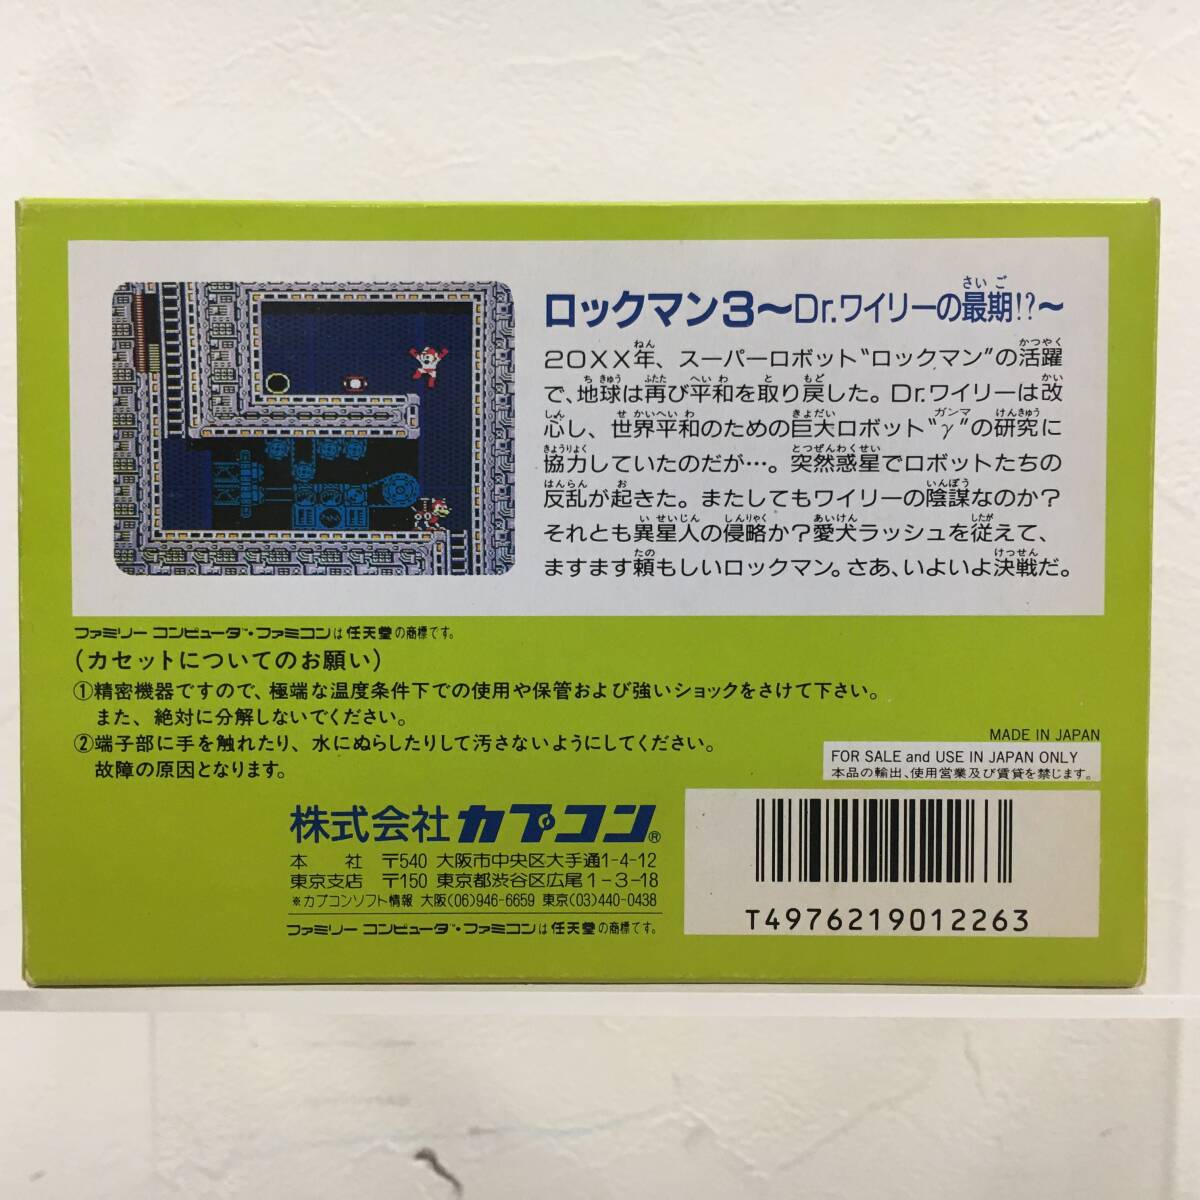 ロックマン3〜Dr.ワイリーの最期!?〜
20XX年、スーパーロボット"ロックマン"の活躍
で、地球は再び平和を取り戻した。Dr.ワイリーは改
心し、世界平和のための巨大ロボット"γ"の研究に
協力していたのだが…。突然惑星でロボットたちの
反乱が起きた。またしてもワイリーの陰謀なのか?
それとも異星人の侵略か?愛犬ラッシュを従えて、
ますます頼もしいロックマン。さあ、いよいよ決戦だ。
ファミリーコンピュータ™・ファミコンは任天堂の商標です。
(カセットについてのお願い)
①精密機器ですので、極端な温度条件下での使用や保管および強いショックをさけて下さい。
また、絶対に分解しないでください。
②端子部に手を触れたり、水にぬらしたりして汚さないようにしてください。
故障の原因となります。
MADE IN JAPAN
FOR SALE and USE IN JAPAN ONLY
本品の輸出、使用営業及び賃貸を禁じます。
株式会社カプコン®
本 社 〒540 大阪市中央区大手通1-4-12
東京支店 〒150 東京都渋谷区広尾1-3-18
※カプコンソフト情報 大阪(06)946-6659 東京(03)440-0438
ファミリーコンピュータ™・ファミコンは任天堂の商標です。
T4976219012263